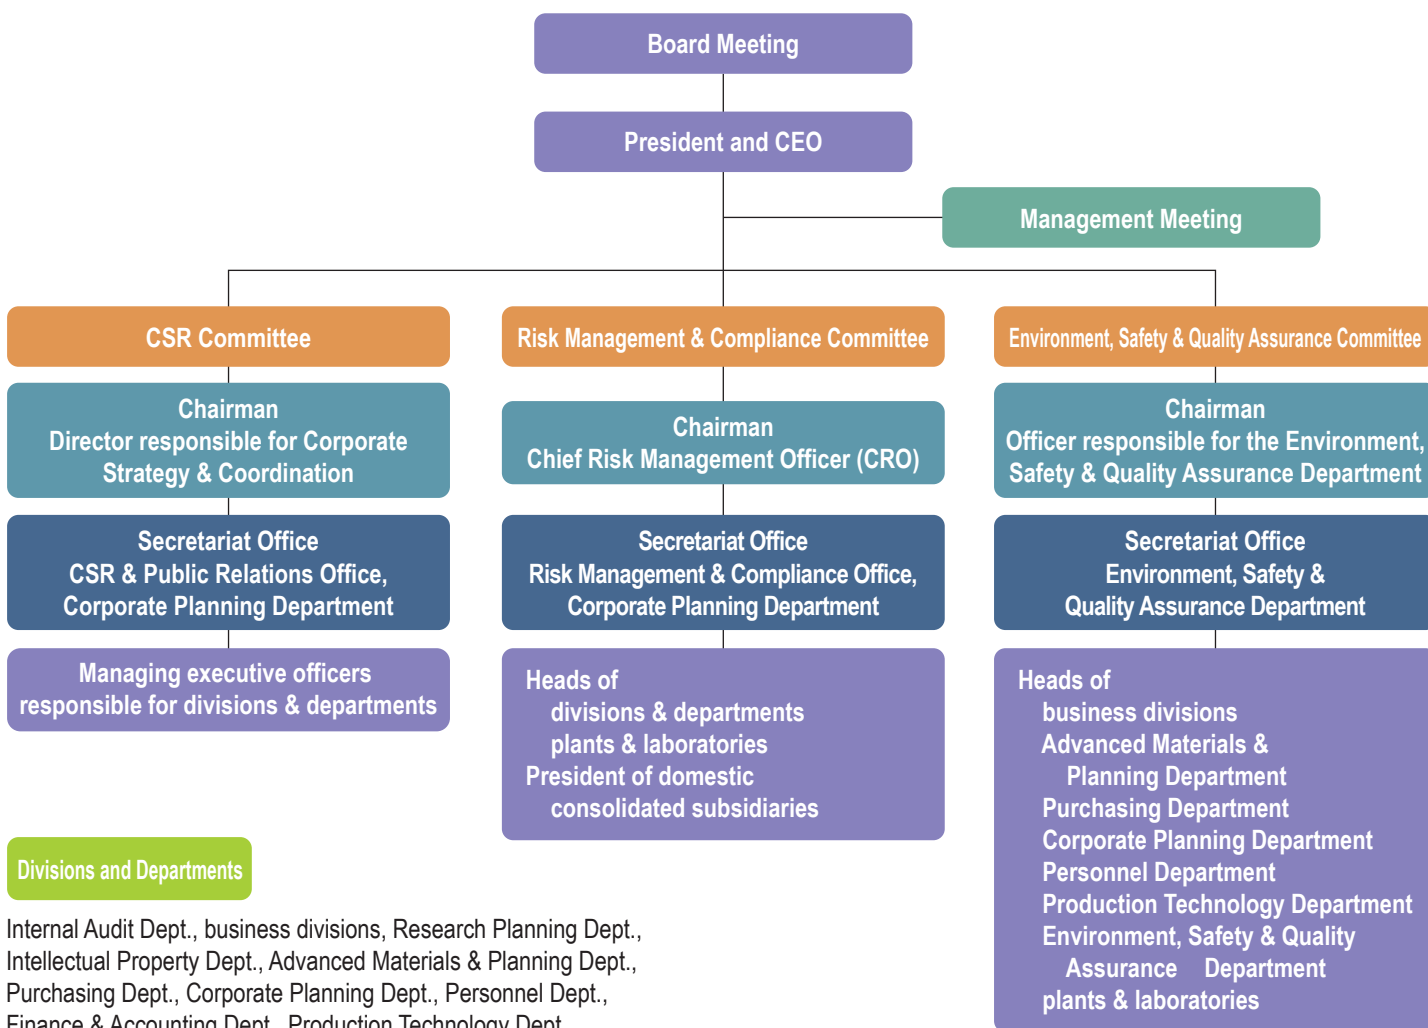 Board Meeting
President and CEO
Management Meeting
CSR Committee
Chairman
Director responsible for Corporate
Strategy & Coordination
Secretariat Office
CSR & Public Relations Office,
Corporate Planning Department
Managing executive officers
responsible for divisions & departments
Risk Management & Compliance Committee
Chairman
Chief Risk Management Officer (CRO)
Secretariat Office
Risk Management & Compliance Office,
Corporate Planning Department
Heads of
divisions & departments
plants & laboratories
President of domestic
consolidated subsidiaries
Environment, Safety & Quality Assurance Committee
Chairman
Officer responsible for the Environment,
Safety & Quality Assurance Department
Secretariat Office
Environment, Safety &
Quality Assurance Department
Heads of
business divisions
Advanced Materials &
Planning Department
Purchasing Department
Corporate Planning Department
Personnel Department
Production Technology Department
Environment, Safety & Quality
Assurance Department
plants & laboratories
Divisions and Departments
Internal Audit Dept., business divisions, Research Planning Dept.,
Intellectual Property Dept., Advanced Materials & Planning Dept.,
Purchasing Dept., Corporate Planning Dept., Personnel Dept.,
Finance & Accounting Dept., Production Technology Dept.